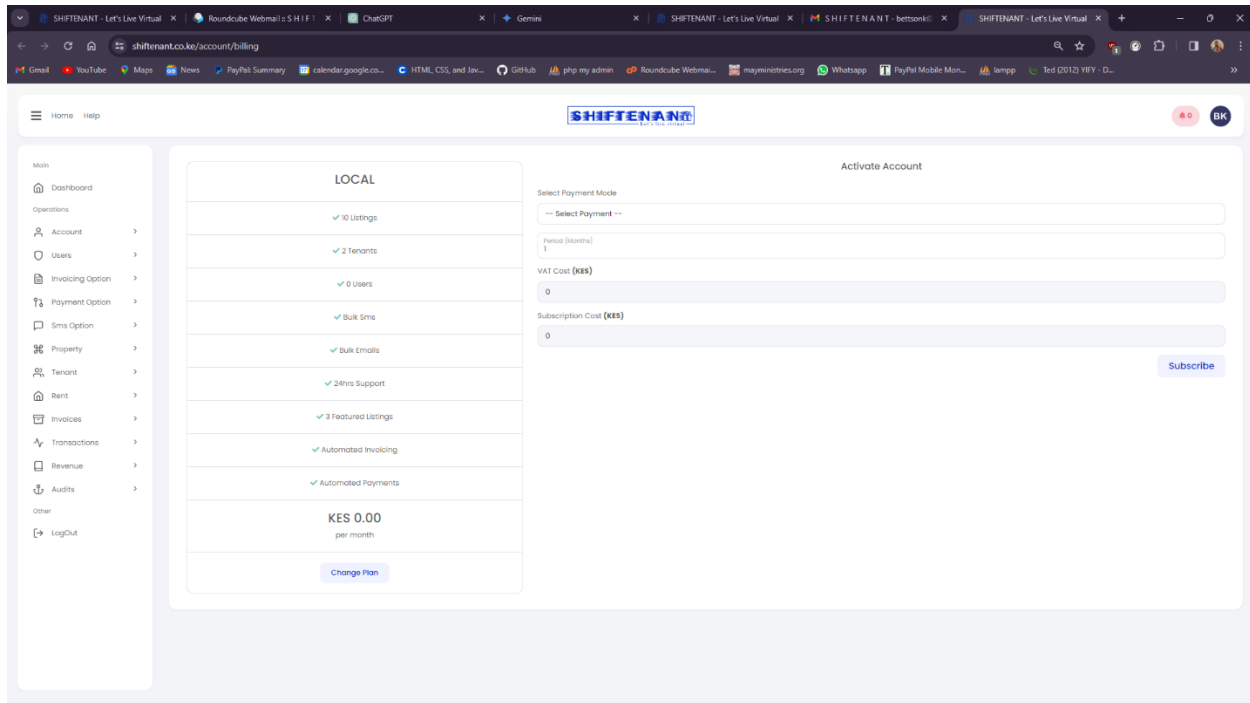 SHIFTENANT - Let's Live Virtual
Roundcube Webmail :: S H I F T
ChatGPT
Gemini
SHIFTENANT - Let's Live Virtual
S H I F T E N A N T - bettsonki
SHIFTENANT - Let's Live Virtual
shiftenant.co.ke/account/billing
Gmail YouTube Maps News PayPal: Summary calendar.google.co... HTML, CSS, and Jav... GitHub php my admin Roundcube Webmai... mayministries.org Whatsapp PayPal Mobile Mon... lampp Ted (2012) YIFY - D...
Home Help
SHIFTENANT
Let's live virtual
0
BK
Main
Dashboard
Operations
Account
Users
Invoicing Option
Payment Option
Sms Option
Property
Tenant
Rent
Invoices
Transactions
Revenue
Audits
Other
LogOut
LOCAL
10 Listings
2 Tenants
0 Users
Bulk Sms
Bulk Emails
24hrs Support
3 Featured Listings
Automated Invoicing
Automated Payments
KES 0.00
per month
Change Plan
Activate Account
Select Payment Mode
-- Select Payment --
Period (Months)
1
VAT Cost (KES)
0
Subscription Cost (KES)
0
Subscribe